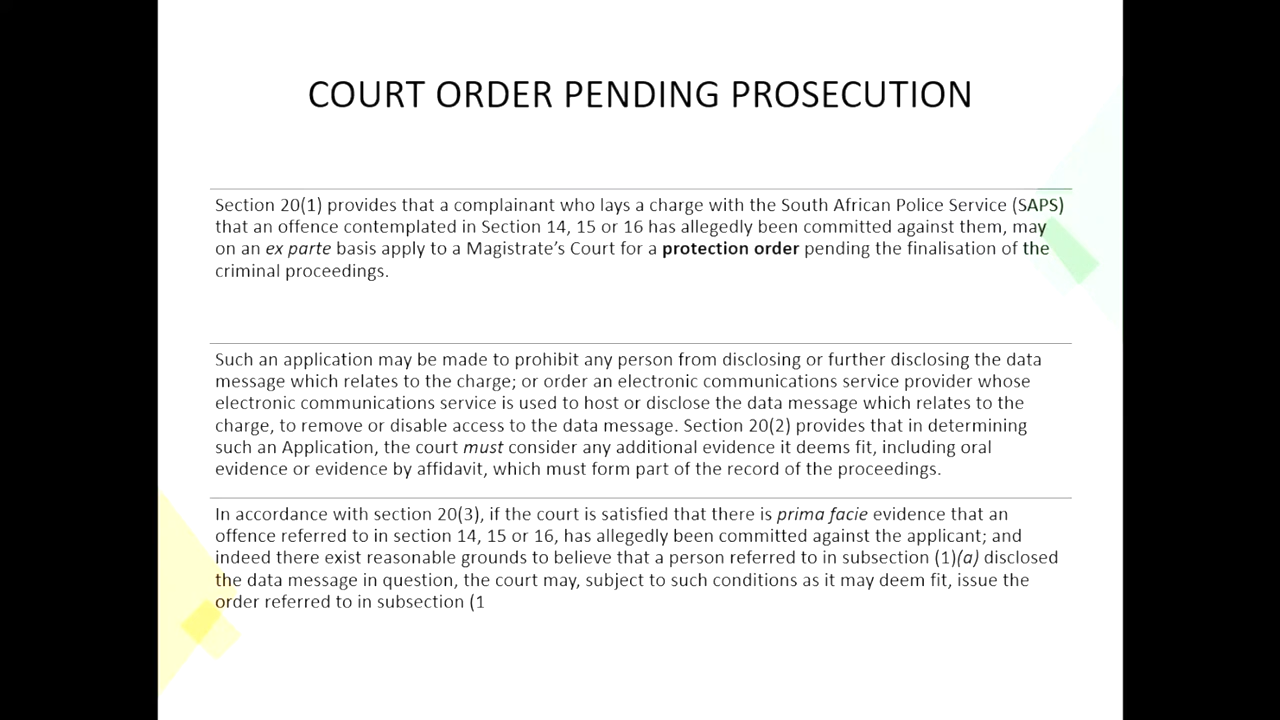 COURT ORDER PENDING PROSECUTION
Section 20(1) provides that a complainant who lays a charge with the South African Police Service (SAPS)
that an offence contemplated in Section 14, 15 or 16 has allegedly been committed against them, may
on an ex parte basis apply to a Magistrate's Court for a protection order pending the finalisation of the
criminal proceedings.
Such an application may be made to prohibit any person from disclosing or further disclosing the data
message which relates to the charge; or order an electronic communications service provider whose
electronic communications service is used to host or disclose the data message which relates to the
charge, to remove or disable access to the data message. Section 20(2) provides that in determining
such an Application, the court must consider any additional evidence it deems fit, including oral
evidence or evidence by affidavit, which must form part of the record of the proceedings.
In accordance with section 20(3), if the court is satisfied that there is prima facie evidence that an
offence referred to in section 14, 15 or 16, has allegedly been committed against the applicant; and
indeed there exist reasonable grounds to believe that a person referred to in subsection (1)(a) disclosed
the data message in question, the court may, subject to such conditions as it may deem fit, issue the
order referred to in subsection (1